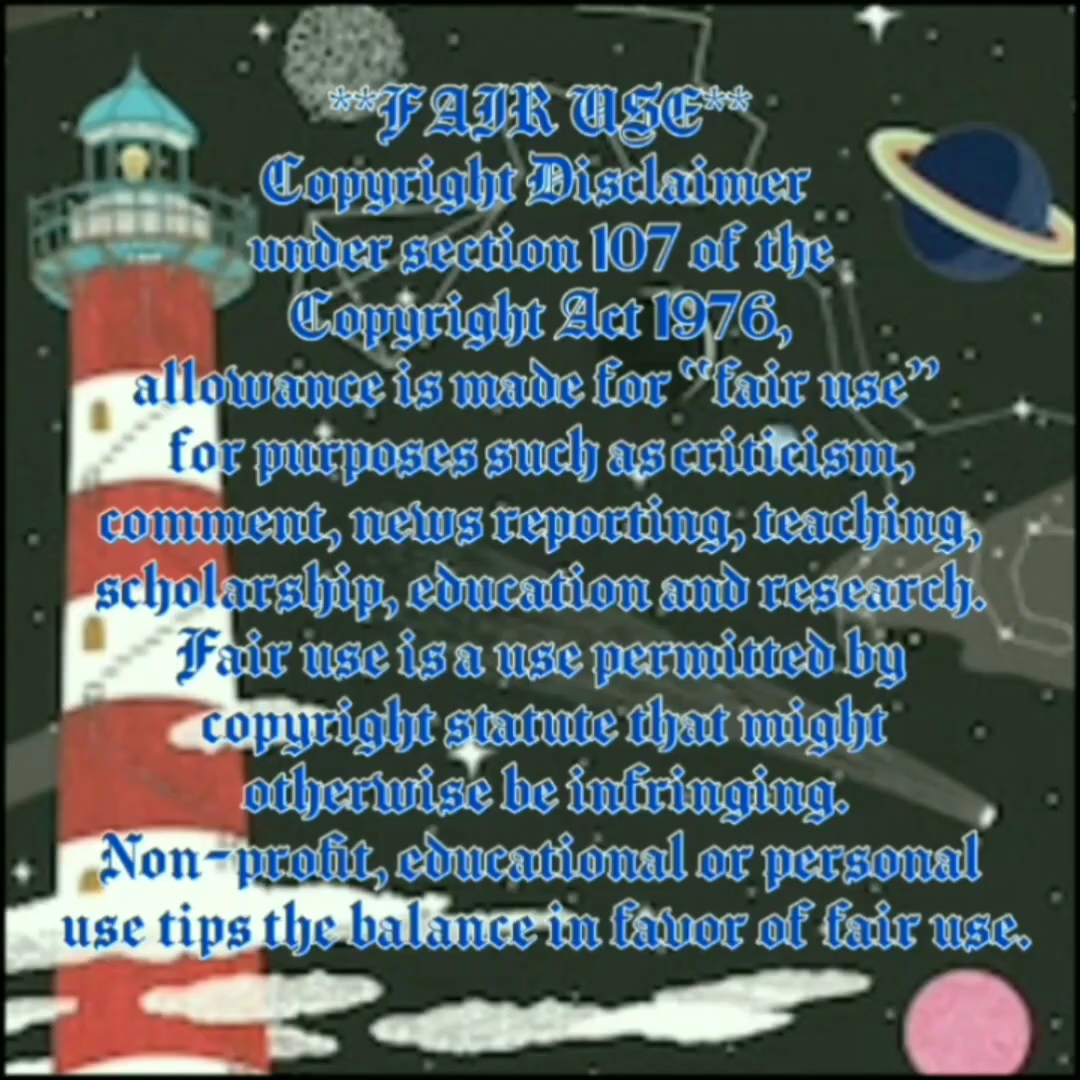 **FAIR USE**
Copyright Disclaimer
under section 107 of the
Copyright Act 1976,
allowance is made for “fair use”
for purposes such as criticism,
comment, news reporting, teaching,
scholarship, education and research.
Fair use is a use permitted by
copyright statute that might
otherwise be infringing.
Non-profit, educational or personal
use tips the balance in favor of fair use.